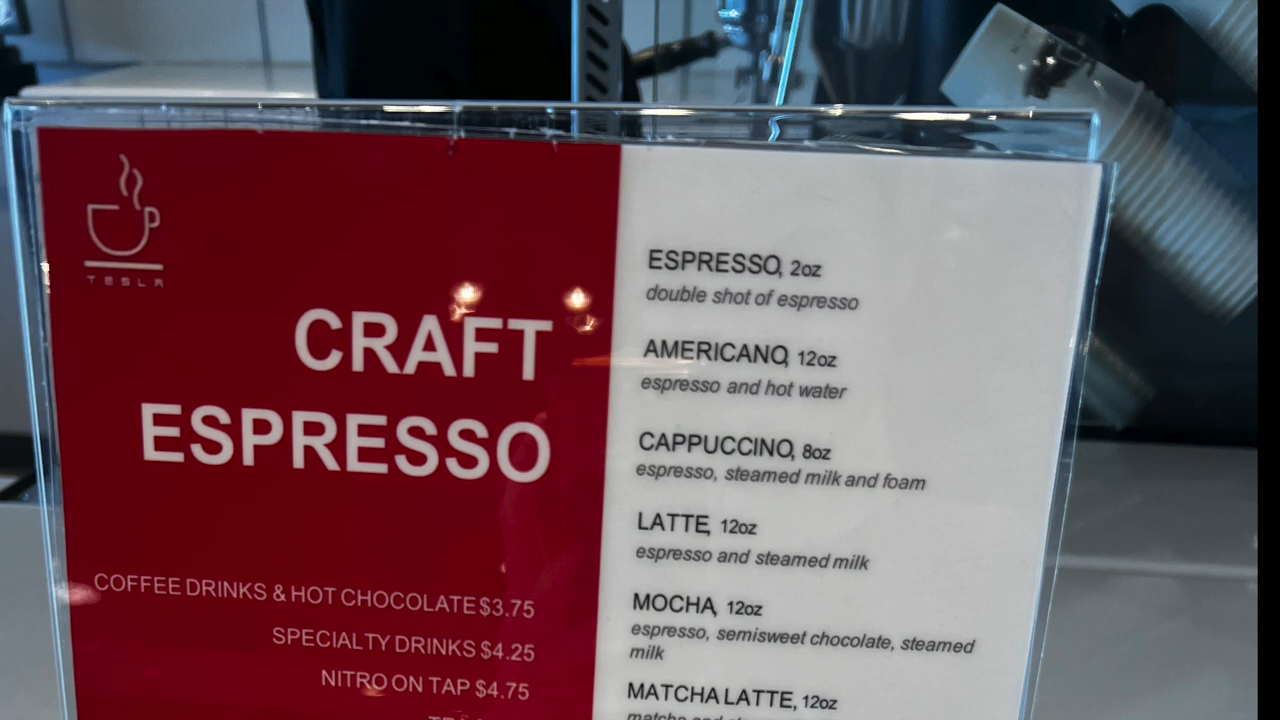 TESLA
CRAFT
ESPRESSO
COFFEE DRINKS & HOT CHOCOLATE $3.75
SPECIALTY DRINKS $4.25
NITRO ON TAP $4.75
ESPRESSO, 2oz
double shot of espresso
AMERICANO, 12oz
espresso and hot water
CAPPUCCINO, 8oz
espresso, steamed milk and foam
LATTE, 12oz
espresso and steamed milk
MOCHA, 12oz
espresso, semisweet chocolate, steamed
milk
MATCHA LATTE, 12oz
matcha and